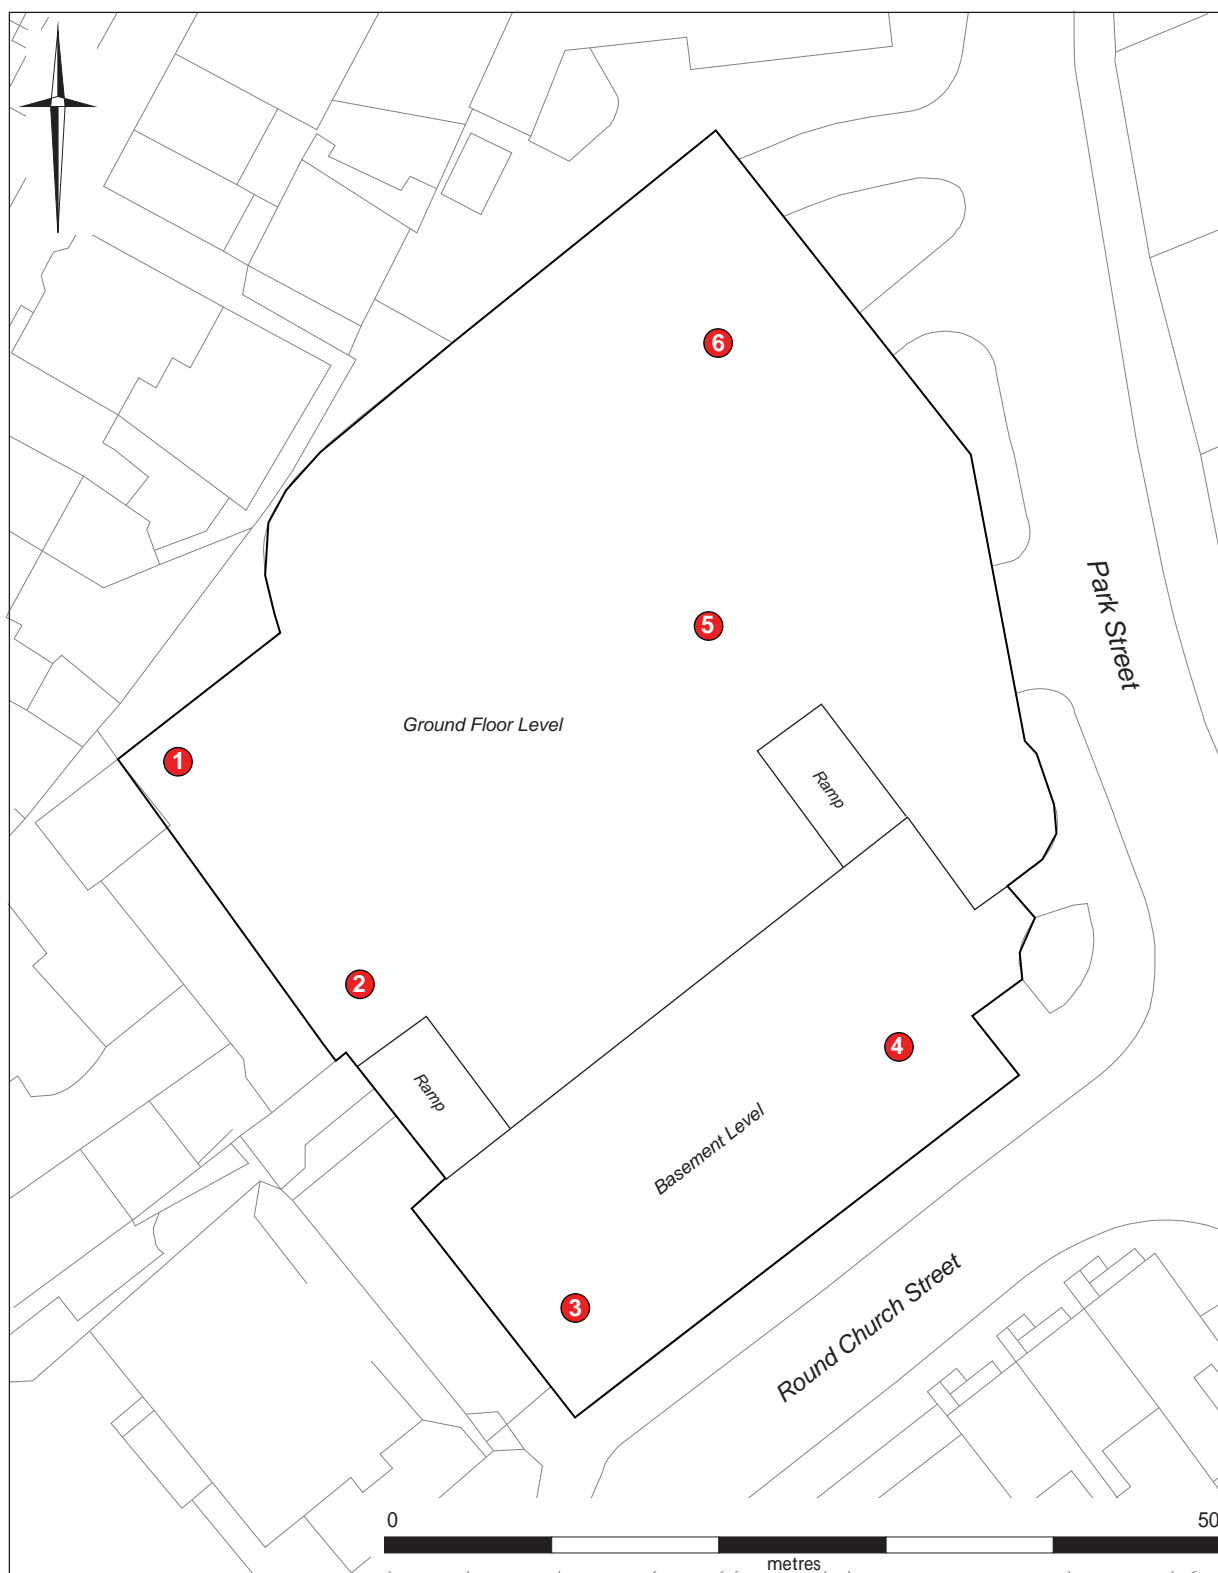 6
Park Street
5
Ground Floor Level
1
Ramp
2
4
Ramp
Basement Level
3
Round Church Street
0 50
metres